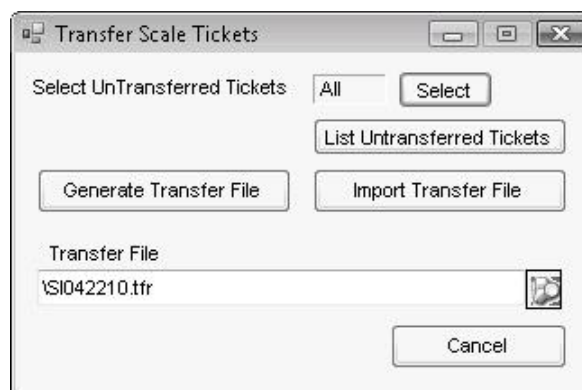 Transfer Scale Tickets
Select UnTransferred Tickets All Select
List Untransferred Tickets
Generate Transfer File Import Transfer File
Transfer File
\SI042210.tfr
Cancel